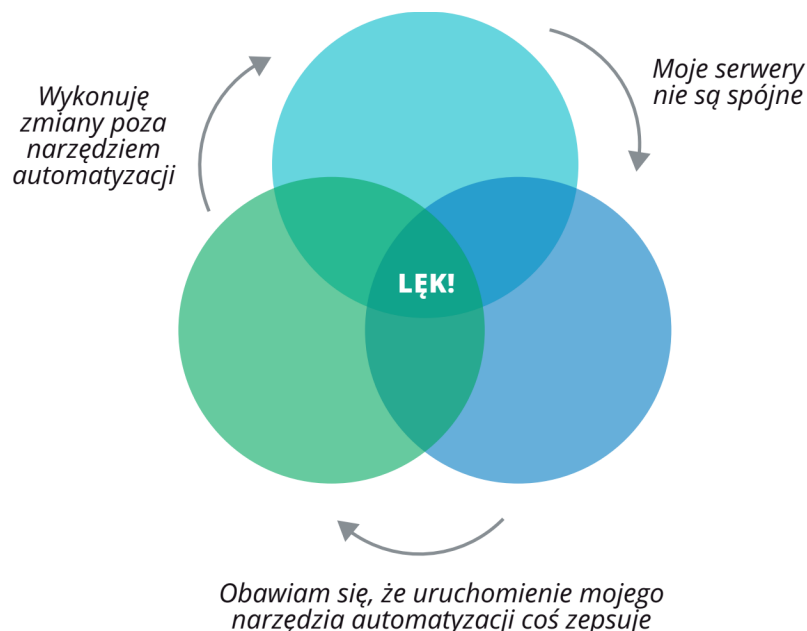 Wykonuję
zmiany poza
narzędziem
automatyzacji
Moje serwery
nie są spójne
LĘK!
Obawiam się, że uruchomienie mojego
narzędzia automatyzacji coś zepsuje